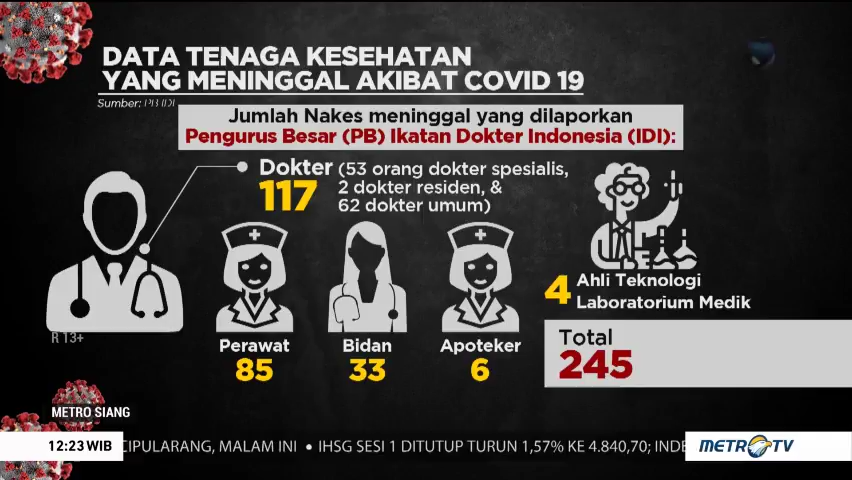 DATA TENAGA KESEHATAN
YANG MENINGGAL AKIBAT COVID 19
Sumber: PB IDI
Jumlah Nakes meninggal yang dilaporkan
Pengurus Besar (PB) Ikatan Dokter Indonesia (IDI):
Dokter (53 orang dokter spesialis,
117 2 dokter residen, &
62 dokter umum)
4 Ahli Teknologi
Laboratorium Medik
Perawat
85
Bidan
33
Apoteker
6
Total
245
R 13+
METRO SIANG
12:23 WIB
CIPULARANG, MALAM INI • IHSG SESI 1 DITUTUP TURUN 1,57% KE 4.840,70; INDE
METRO TV